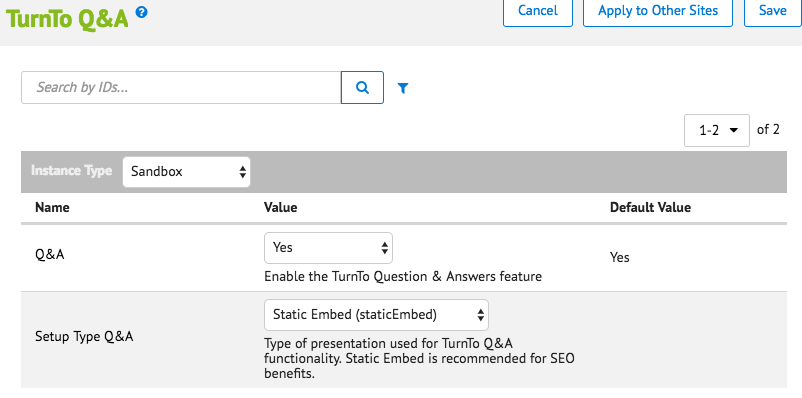 TurnTo Q&A ?
Cancel
Apply to Other Sites
Save
Search by IDs...
1-2 of 2
Instance Type Sandbox
Name Value Default Value
Q&A Yes Yes
Enable the TurnTo Question & Answers feature
Setup Type Q&A Static Embed (staticEmbed)
Type of presentation used for TurnTo Q&A
functionality. Static Embed is recommended for SEO
benefits.